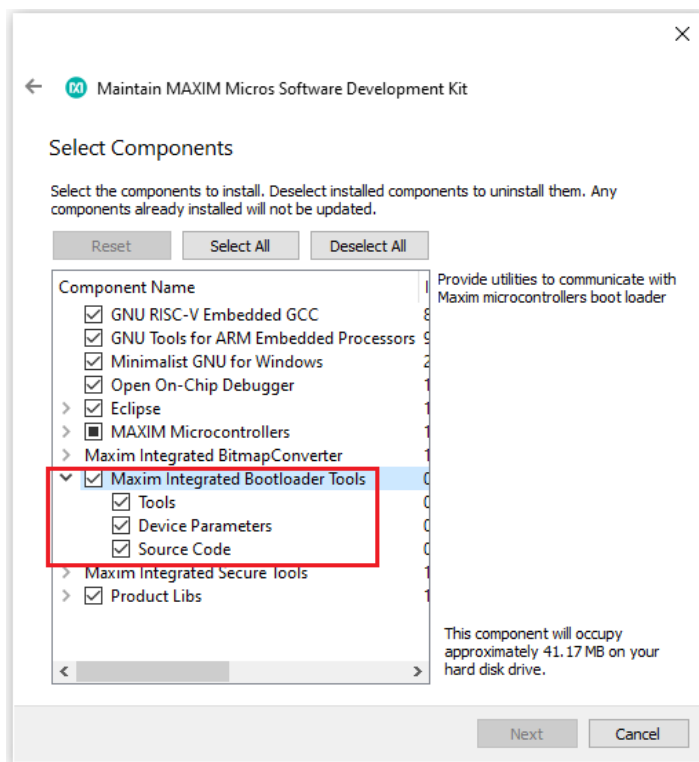 Maintain MAXIM Micros Software Development Kit
Select Components
Select the components to install. Deselect installed components to uninstall them. Any
components already installed will not be updated.
Reset Select All Deselect All
Component Name
GNU RISC-V Embedded GCC
GNU Tools for ARM Embedded Processors
Minimalist GNU for Windows
Open On-Chip Debugger
Eclipse
MAXIM Microcontrollers
Maxim Integrated BitmapConverter
Maxim Integrated Bootloader Tools
Tools
Device Parameters
Source Code
Maxim Integrated Secure Tools
Product Libs
Provide utilities to communicate with
Maxim microcontrollers boot loader
This component will occupy
approximately 41.17 MB on your
hard disk drive.
Next Cancel